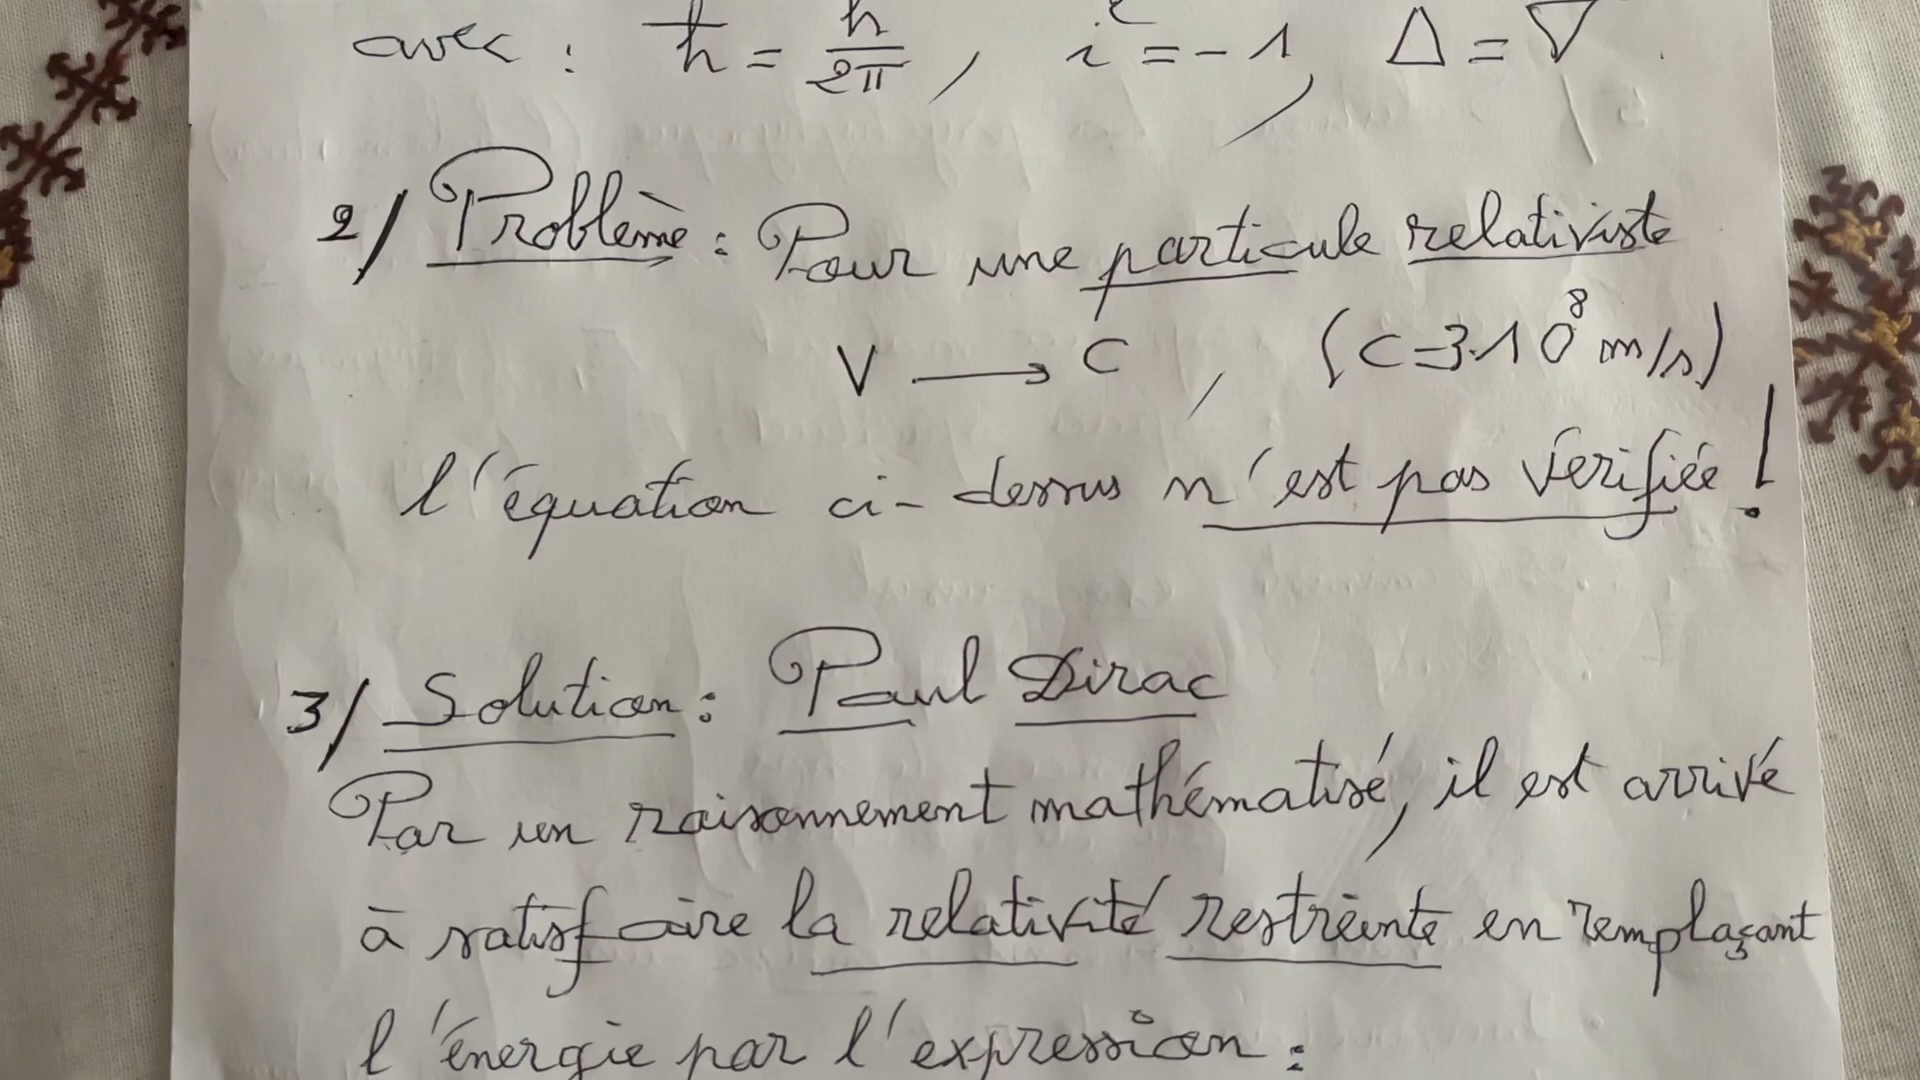 avec : ħ = h/2π, i² = -1, Δ = ∇
2/ Problème : Pour une particule relativiste
V → C, (C=3.10⁸ m/s)
l'équation ci-dessus n'est pas vérifiée !
3/ Solution : Paul Dirac
Par un raisonnement mathématisé, il est arrivé
à satisfaire la relativité restreinte en remplaçant
l'énergie par l'expression :